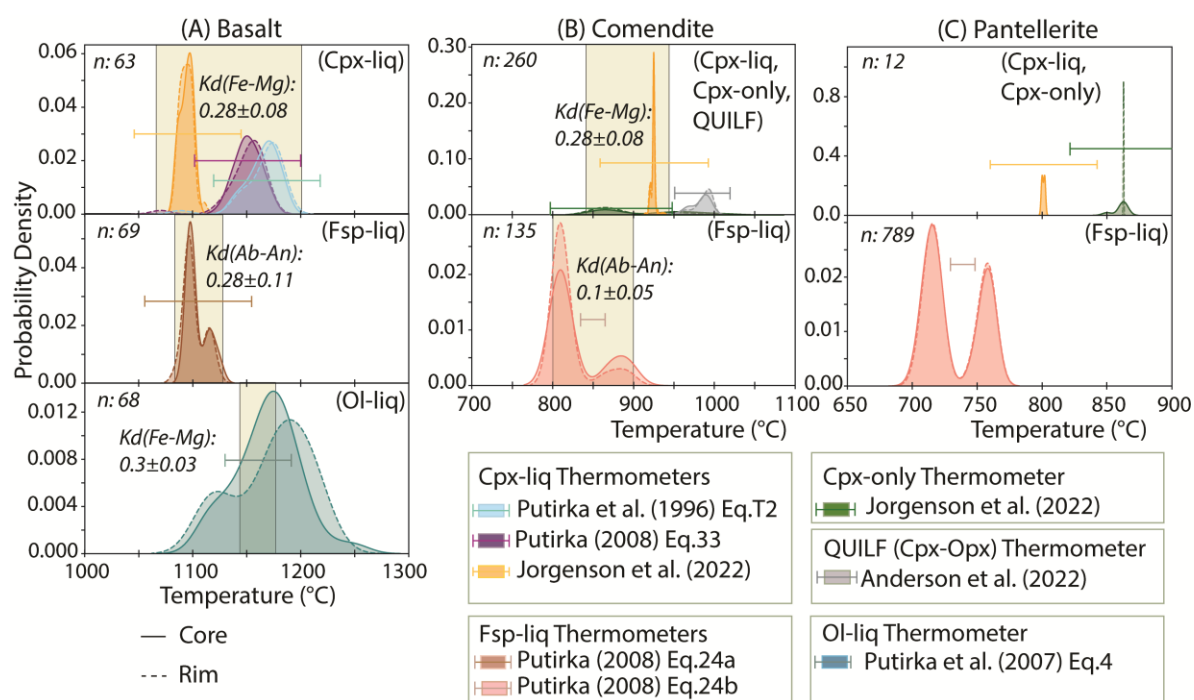 (A) Basalt
(B) Comendite
(C) Pantellerite
Probability Density
0.06
0.05
0.04
0.03
0.02
0.01
0.00
n: 63
(Cpx-liq)
Kd(Fe-Mg):
0.28±0.08
0.04
0.02
0.00
n: 69
(Fsp-liq)
Kd(Ab-An):
0.28±0.11
0.012
0.008
0.004
0.000
n: 68
(Ol-liq)
Kd(Fe-Mg):
0.3±0.03
1000
1100
1200
1300
Temperature (°C)
Core
Rim
0.30
0.20
0.10
0.00
n: 260
(Cpx-liq,
Cpx-only,
QUILF)
Kd(Fe-Mg):
0.28±0.08
0.03
0.02
0.01
0.00
n: 135
(Fsp-liq)
Kd(Ab-An):
0.1±0.05
700
800
900
1000
1100
Temperature (°C)
0.8
0.4
0.0
n: 12
(Cpx-liq,
Cpx-only)
0.02
0.01
0.00
n: 789
(Fsp-liq)
650
700
750
800
850
900
Temperature (°C)
Cpx-liq Thermometers
Putirka et al. (1996) Eq.T2
Putirka (2008) Eq.33
Jorgenson et al. (2022)
Fsp-liq Thermometers
Putirka (2008) Eq.24a
Putirka (2008) Eq.24b
Cpx-only Thermometer
Jorgenson et al. (2022)
QUILF (Cpx-Opx) Thermometer
Anderson et al. 2022)
Ol-liq Thermometer
Putirka et al. (2007) Eq.4